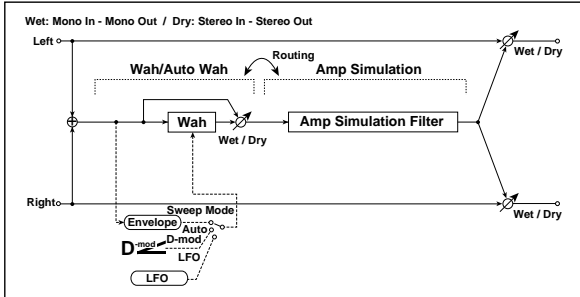 Wet: Mono In - Mono Out / Dry: Stereo In - Stereo Out
Left
Wet / Dry
Routing
Wah/Auto Wah
Amp Simulation
Wah
Amp Simulation Filter
Wet / Dry
Right
Wet / Dry
Sweep Mode
Envelope
Auto
D-mod
D-mod
LFO
LFO